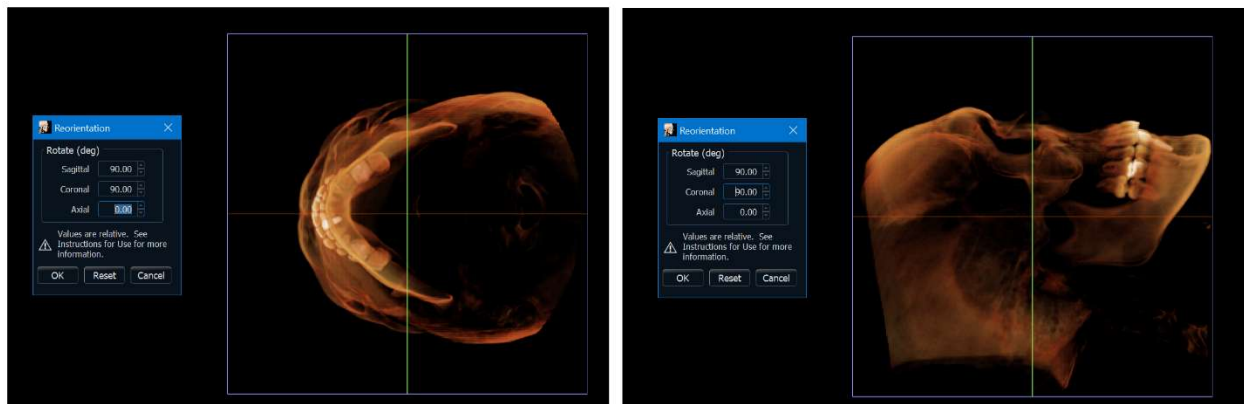 Reorientation
Rotate (deg)
Sagittal 90.00
Coronal 90.00
Axial 0.00
Values are relative. See
Instructions for Use for more
information.
OK Reset Cancel
Reorientation
Rotate (deg)
Sagittal 90.00
Coronal 90.00
Axial 0.00
Values are relative. See
Instructions for Use for more
information.
OK Reset Cancel